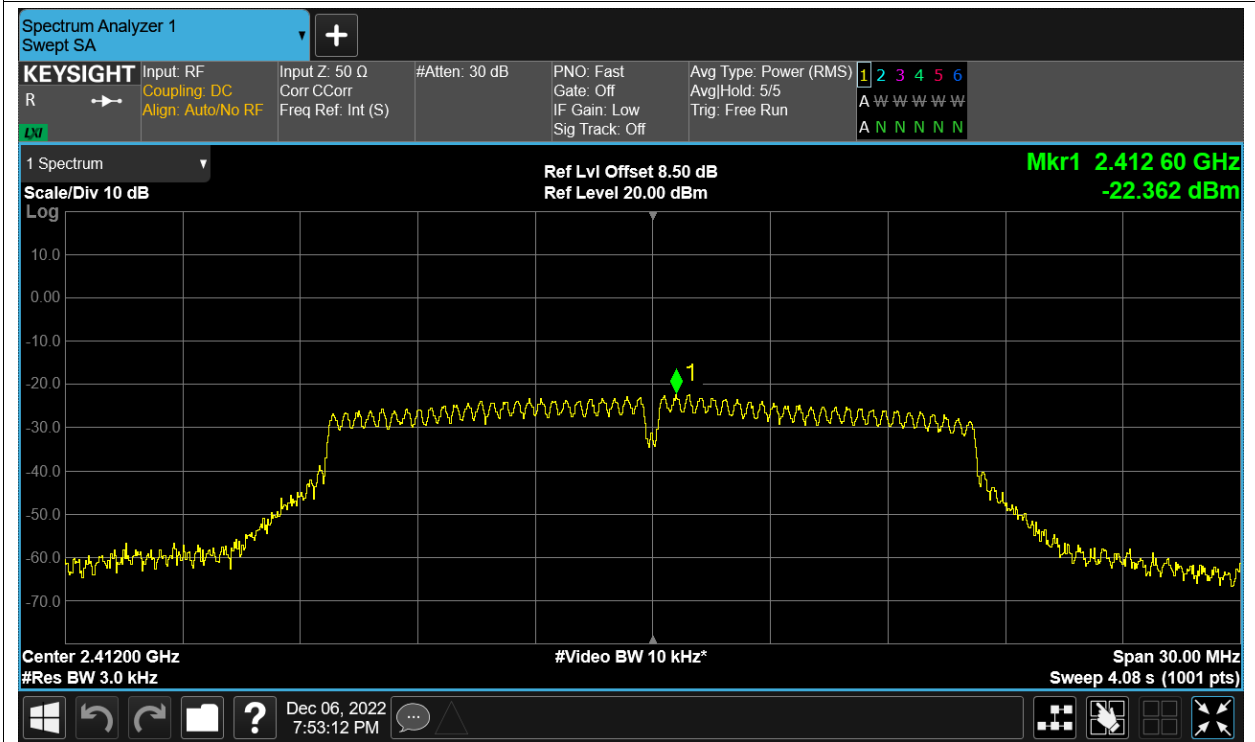 Spectrum Analyzer 1
Swept SA
+
KEYSIGHT
R
LXI
Input: RF
Coupling: DC
Align: Auto/No RF
Input Z: 50 Ω
Corr CCorr
Freq Ref: Int (S)
#Atten: 30 dB
PNO: Fast
Gate: Off
IF Gain: Low
Sig Track: Off
Avg Type: Power (RMS)
Avg|Hold: 5/5
Trig: Free Run
1 2 3 4 5 6
A W W W W W
A N N N N N
1 Spectrum
Scale/Div 10 dB
Ref Lvl Offset 8.50 dB
Ref Level 20.00 dBm
Mkr1 2.412 60 GHz
-22.362 dBm
Log
10.0
0.00
-10.0
-20.0
-30.0
-40.0
-50.0
-60.0
-70.0
1
Center 2.41200 GHz
#Res BW 3.0 kHz
#Video BW 10 kHz*
Span 30.00 MHz
Sweep 4.08 s (1001 pts)
?
Dec 06, 2022
7:53:12 PM